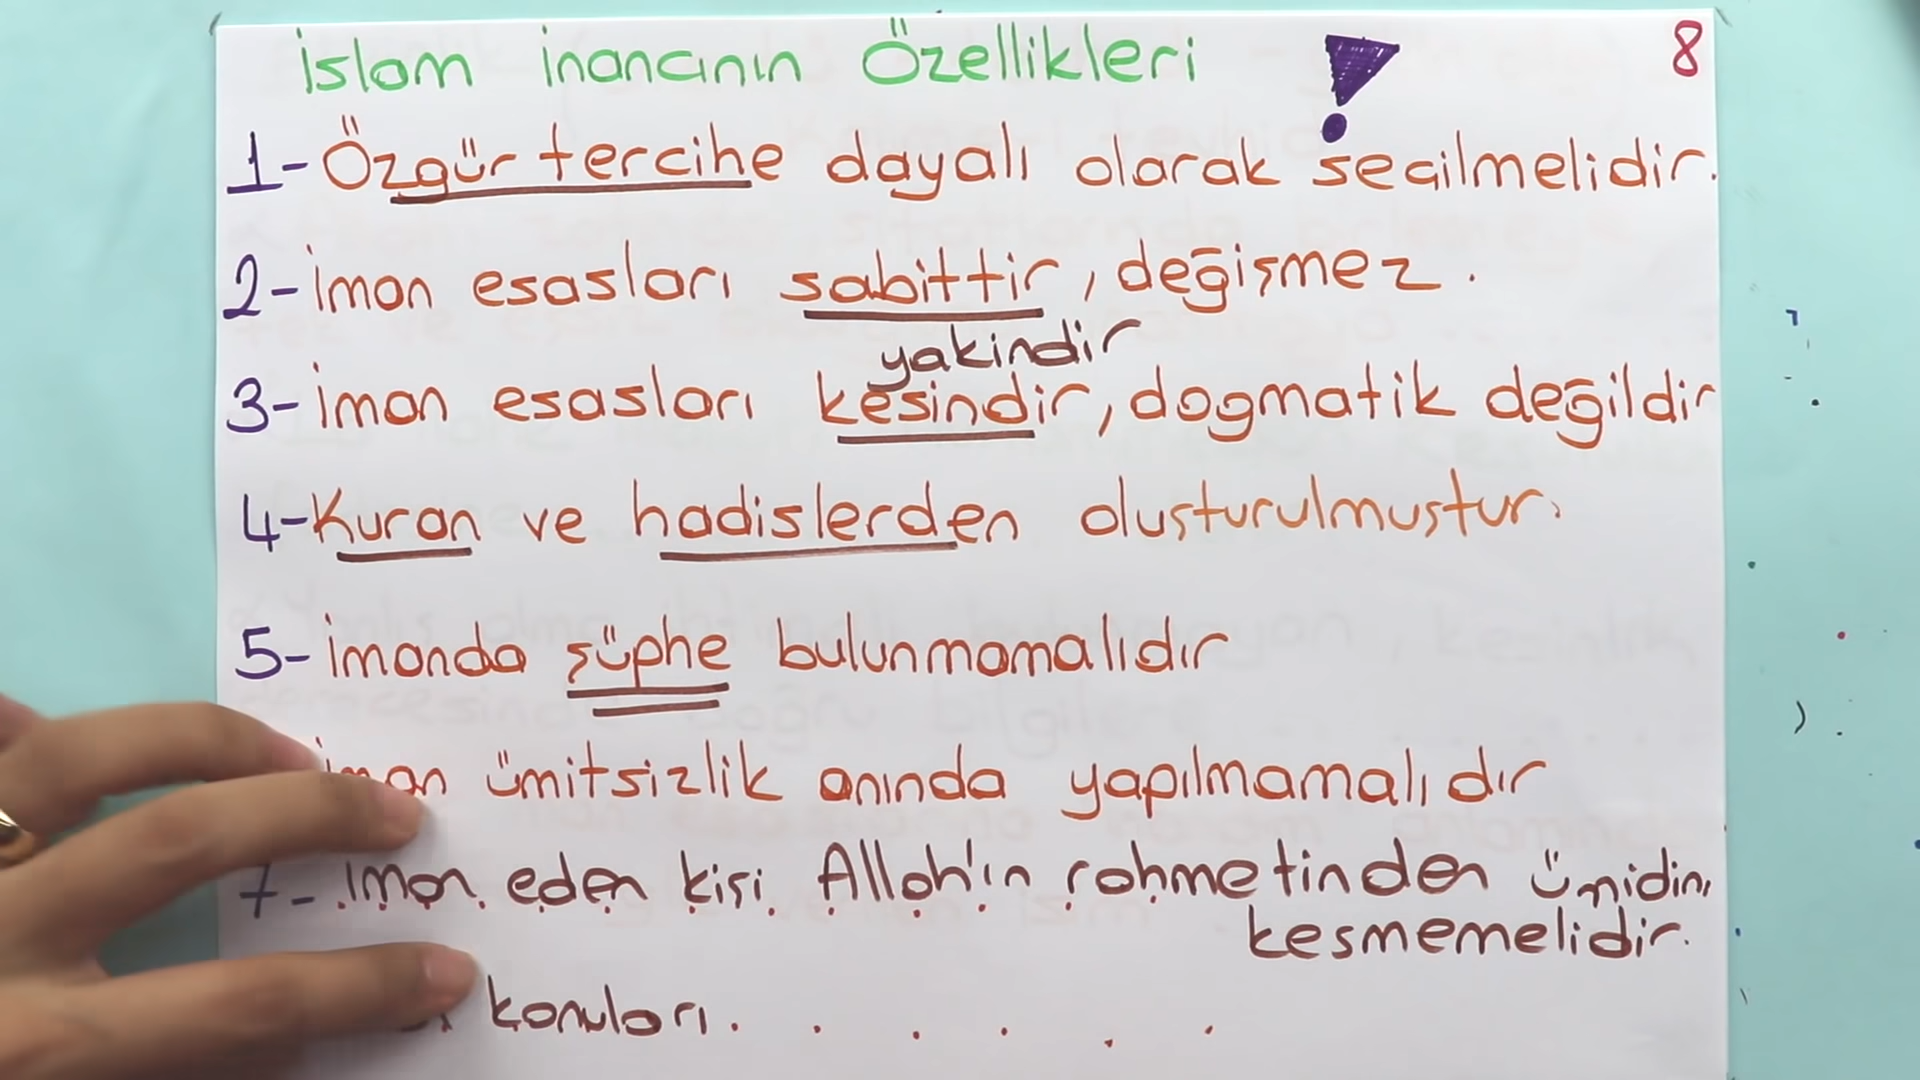 İslam inancının Özellikleri ! 8
1- Özgür tercihe dayalı olarak seçilmelidir.
2- İman esasları sabittir, değişmez.
yakindir
3- İman esasları kesindir, dogmatik değildir
4- Kuran ve hadislerden oluşturulmuştur.
5- İmanda şüphe bulunmamalıdır
iman ümitsizlik anında yapılmamalıdır
7- İman eden kişi Allah'ın rahmetinden ümidini
kesmemelidir.
konuları. . . . . .